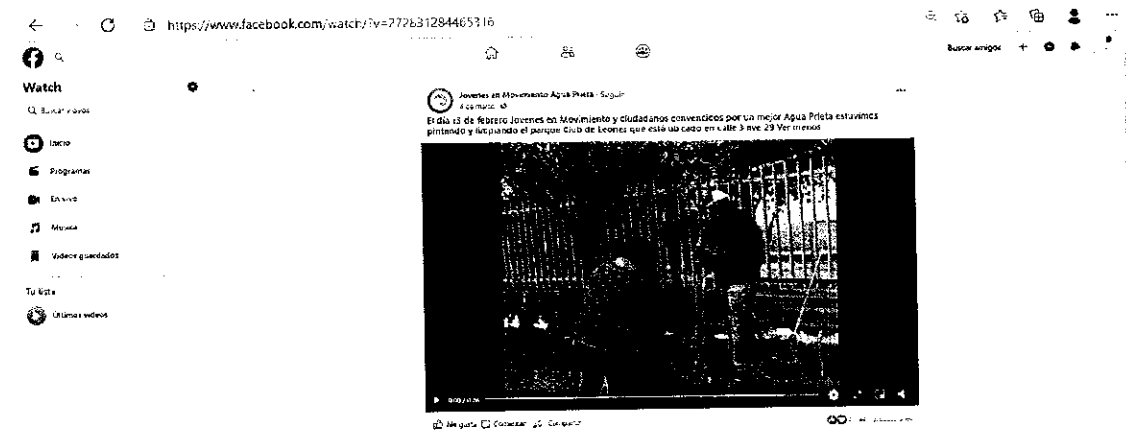 https://www.facebook.com/watch/?v=772831284465316
Buscar amigos
Watch
Buscar videos
Inicio
Programas
En vivo
Música
Videos guardados
Tu lista
Últimos videos
Jovenes en Movimiento Agua Prieta · Seguir
El día 13 de febrero Jovenes en Movimiento y ciudadanos convencidos por un mejor Agua Prieta estuvimos
pintando y limpiando el parque Club de Leones que está ubicado en calle 3 ave 29 Ver menos
Me gusta Comentar Compartir